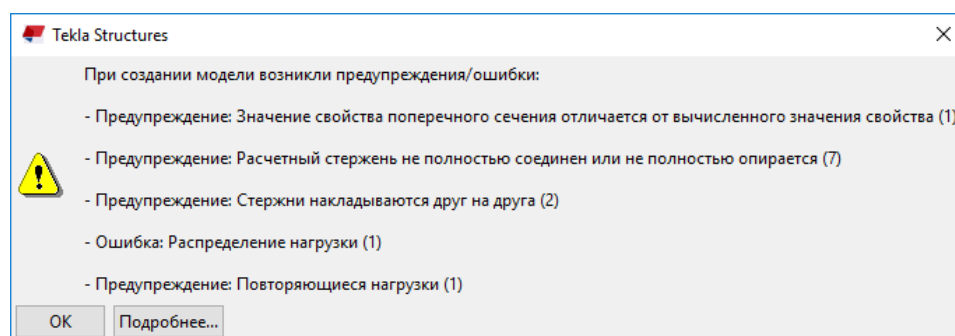 Tekla Structures
При создании модели возникли предупреждения/ошибки:
- Предупреждение: Значение свойства поперечного сечения отличается от вычисленного значения свойства (1)
- Предупреждение: Расчетный стержень не полностью соединен или не полностью опирается (7)
- Предупреждение: Стержни накладываются друг на друга (2)
- Ошибка: Распределение нагрузки (1)
- Предупреждение: Повторяющиеся нагрузки (1)
OK Подробнее...